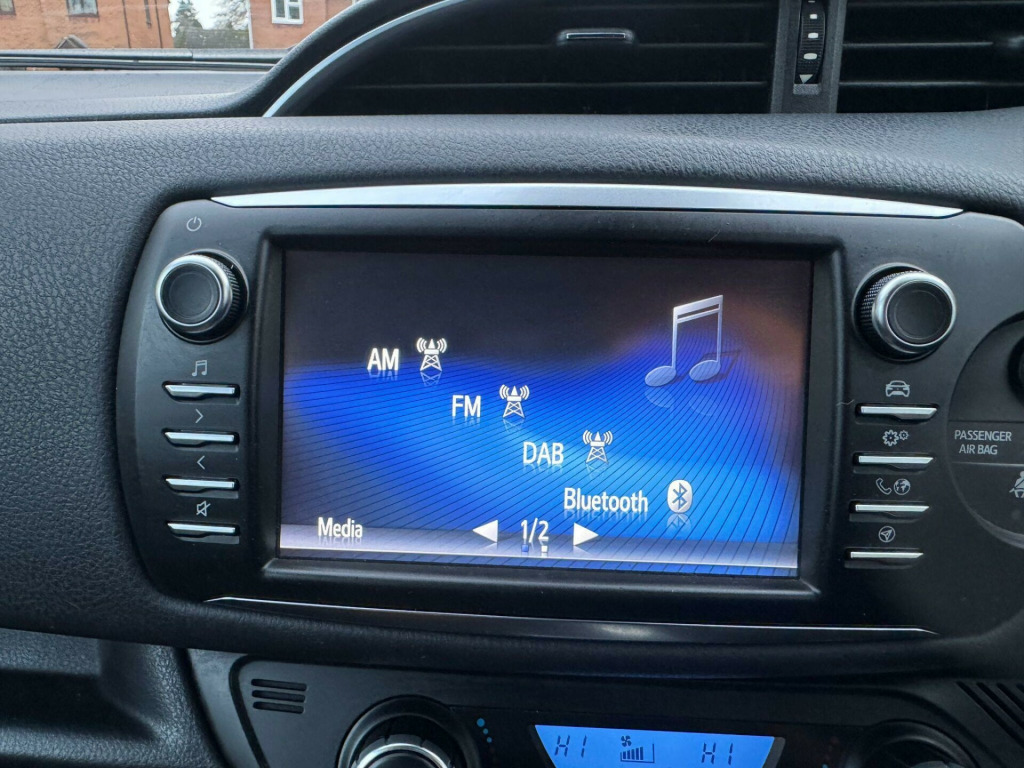 AM
FM
DAB
Bluetooth
Media
1/2
PASSENGER
AIR BAG
HI HI